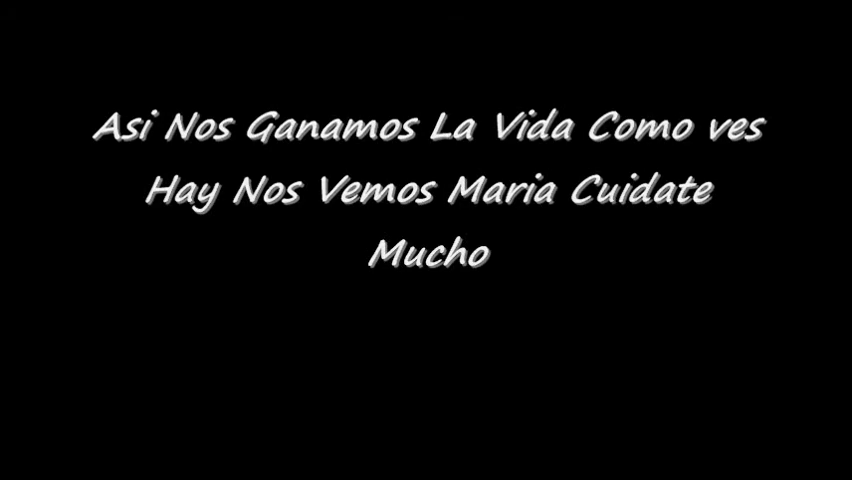 Asi Nos Ganamos La Vida Como ves
Hay Nos Vemos Maria Cuidate
Mucho